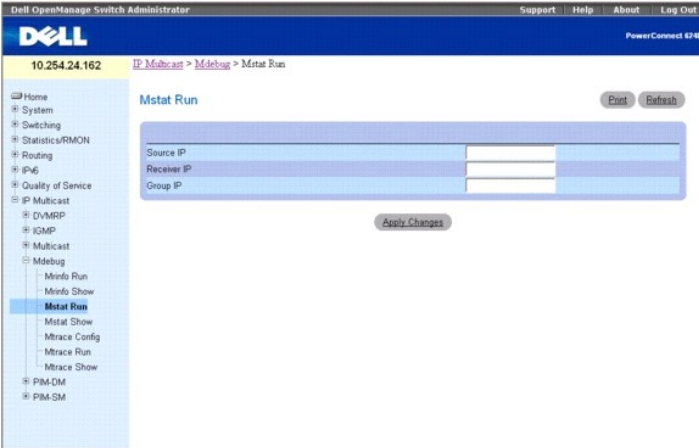 Dell OpenManage Switch Administrator
Support Help About Log Out
DELL
PowerConnect 6248
10.254.24.162
IP Multicast > Mdebug > Mstat Run
Home
System
Switching
Statistics/RMON
Routing
IPv6
Quality of Service
IP Multicast
DVMRP
IGMP
Multicast
Mdebug
Mrinfo Run
Mrinfo Show
Mstat Run
Mstat Show
Mtrace Config
Mtrace Run
Mtrace Show
PIM-DM
PIM-SM
Mstat Run
Print
Refresh
Source IP
Receiver IP
Group IP
Apply Changes